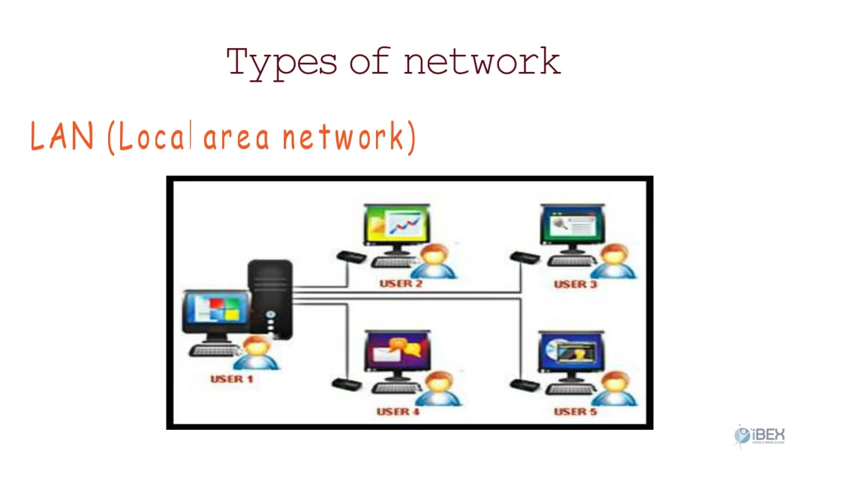 Types of network
LAN (Local area network)
USER 2
USER 3
USER 1
USER 4
USER 5
iBEX